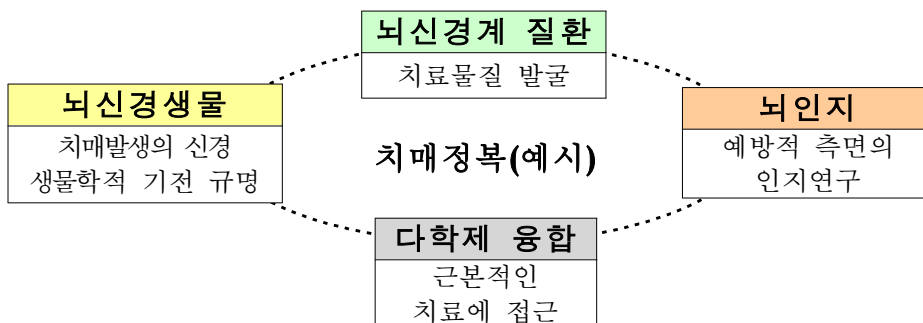 뇌신경계 질환
치료물질 발굴
뇌신경생물
치매발생의 신경
생물학적 기전 규명
치매정복(예시)
뇌인지
예방적 측면의
인지연구
다학제 융합
근본적인
치료에 접근